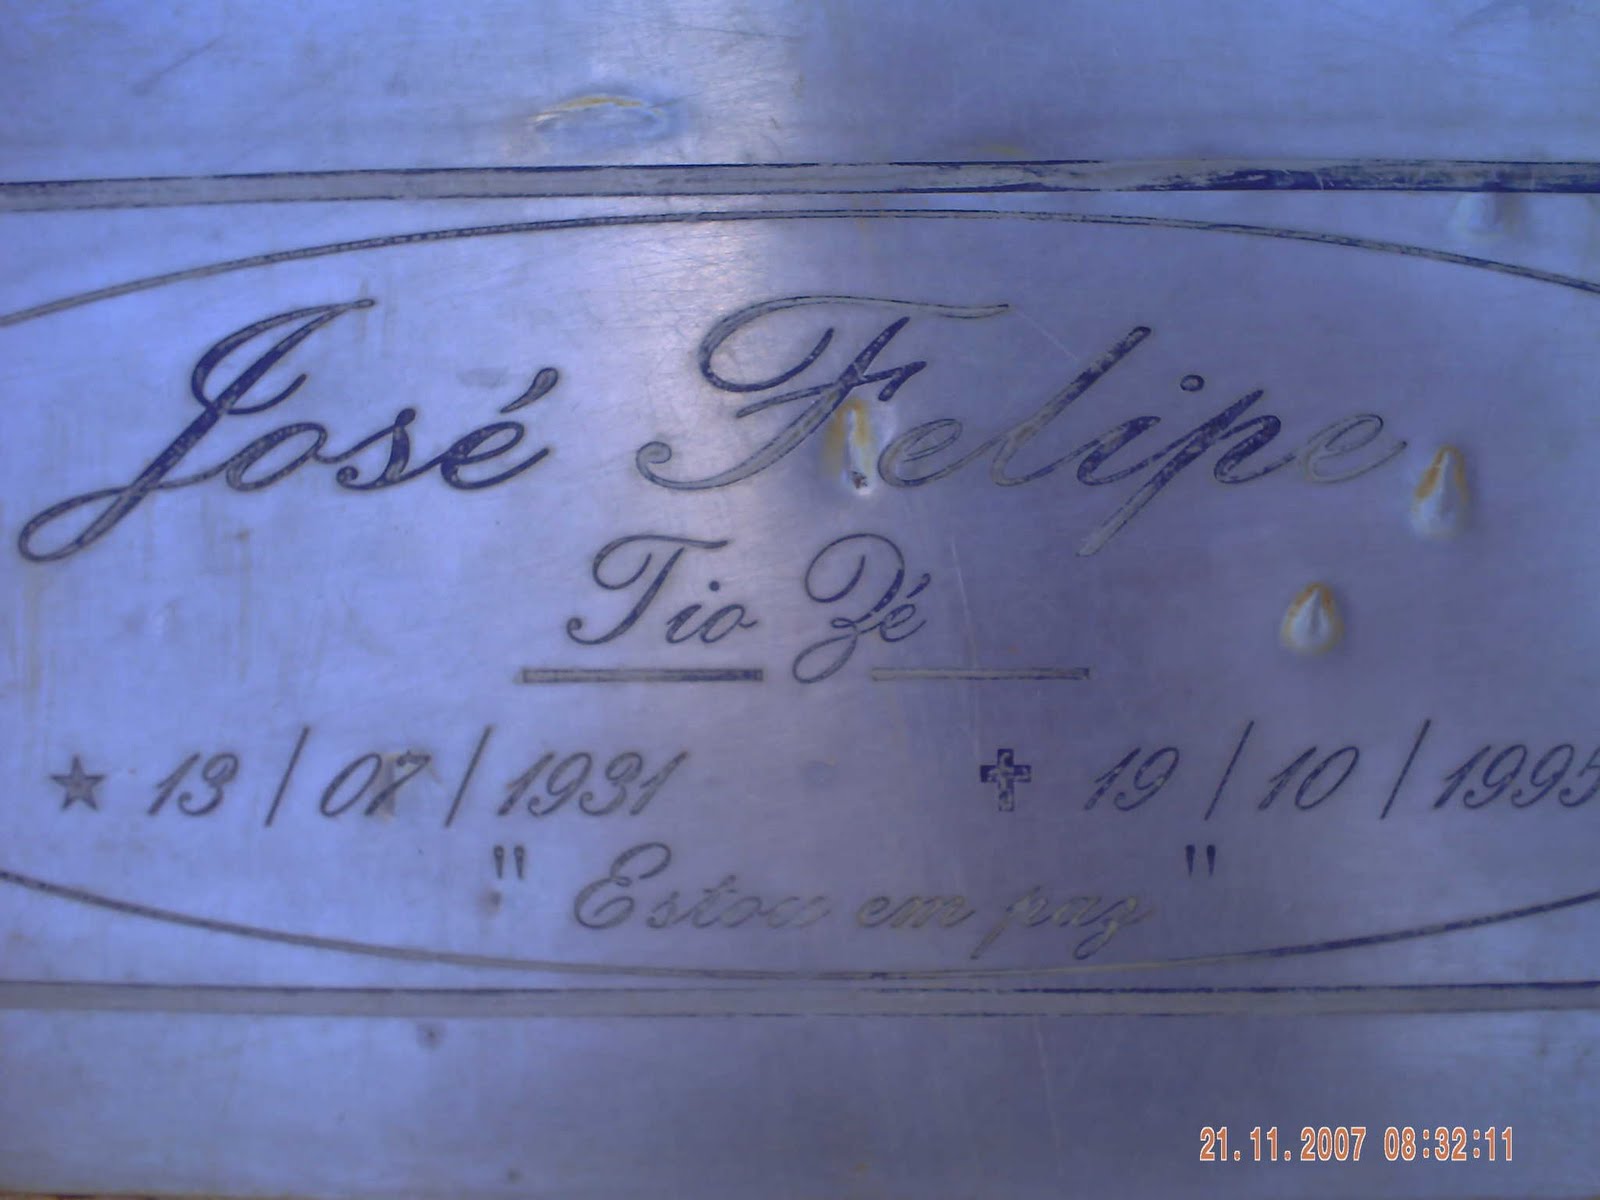 José Felipe
Tio Zé
★ 13/07/1931 ✝ 19/10/1995
"Estou em paz"
21.11.2007 08:32:11